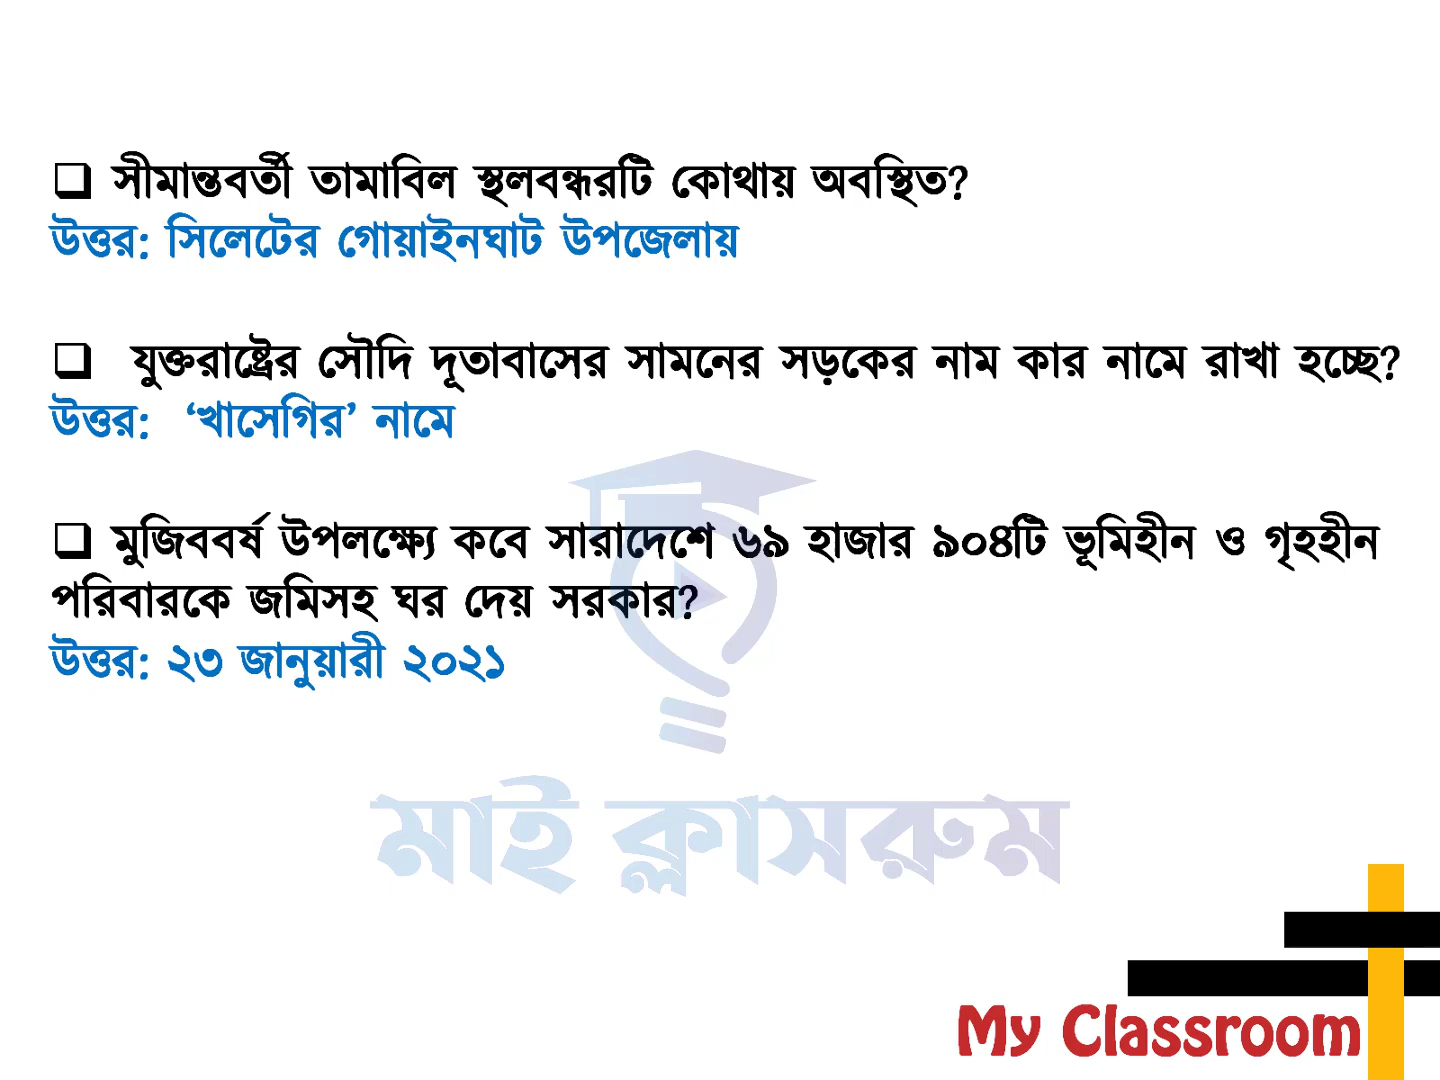 ❑ সীমান্তবর্তী তামাবিল স্থলবন্ধরটি কোথায় অবস্থিত?
উত্তর: সিলেটের গোয়াইনঘাট উপজেলায়
❑ যুক্তরাষ্ট্রের সৌদি দূতাবাসের সামনের সড়কের নাম কার নামে রাখা হচ্ছে?
উত্তর: ‘খাসেগির’ নামে
❑ মুজিববর্ষ উপলক্ষ্যে কবে সারাদেশে ৬৯ হাজার ৯০৪টি ভূমিহীন ও গৃহহীন
পরিবারকে জমিসহ ঘর দেয় সরকার?
উত্তর: ২৩ জানুয়ারী ২০২১
মাই ক্লাসরুম
My Classroom